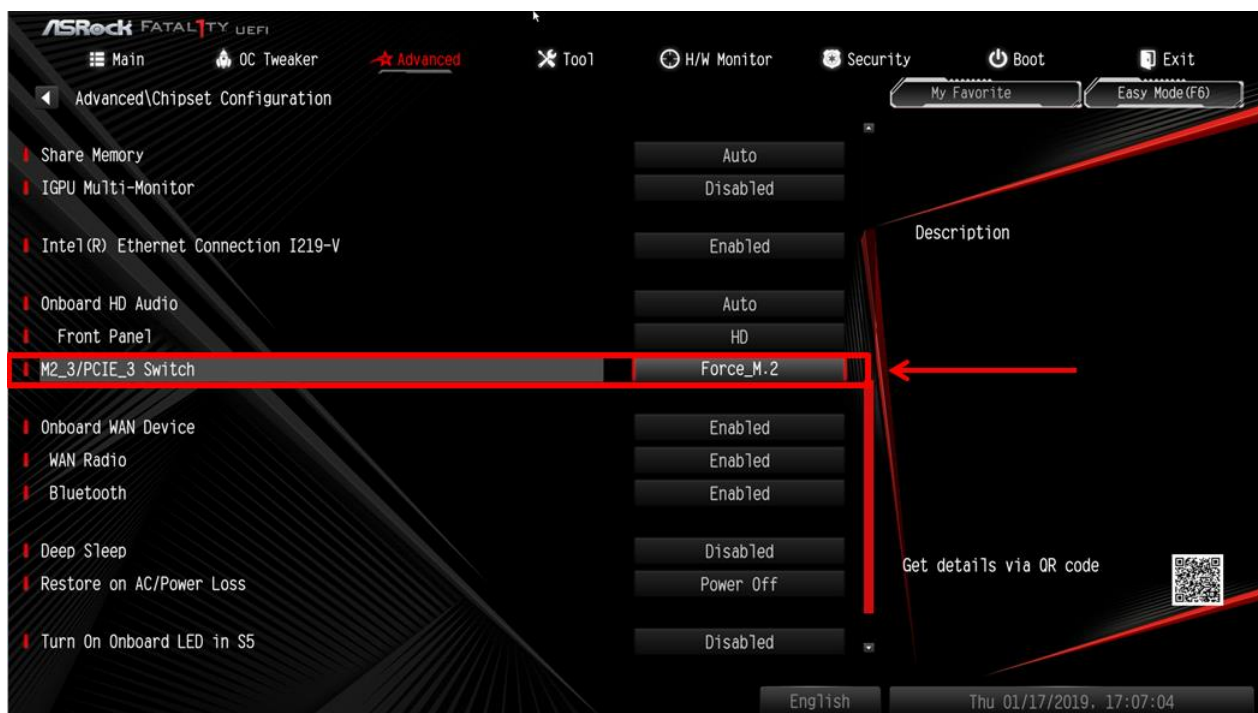 ASRock FATAL1TY UEFI
Main OC Tweaker Advanced Tool H/W Monitor Security Boot Exit
Advanced\Chipset Configuration My Favorite Easy Mode(F6)
Share Memory Auto
IGPU Multi-Monitor Disabled
Intel(R) Ethernet Connection I219-V Enabled
Description
Onboard HD Audio Auto
Front Panel HD
M2_3/PCIE_3 Switch Force_M.2
Onboard WAN Device Enabled
WAN Radio Enabled
Bluetooth Enabled
Deep Sleep Disabled
Get details via QR code
Restore on AC/Power Loss Power Off
Turn On Onboard LED in S5 Disabled
English Thu 01/17/2019, 17:07:04